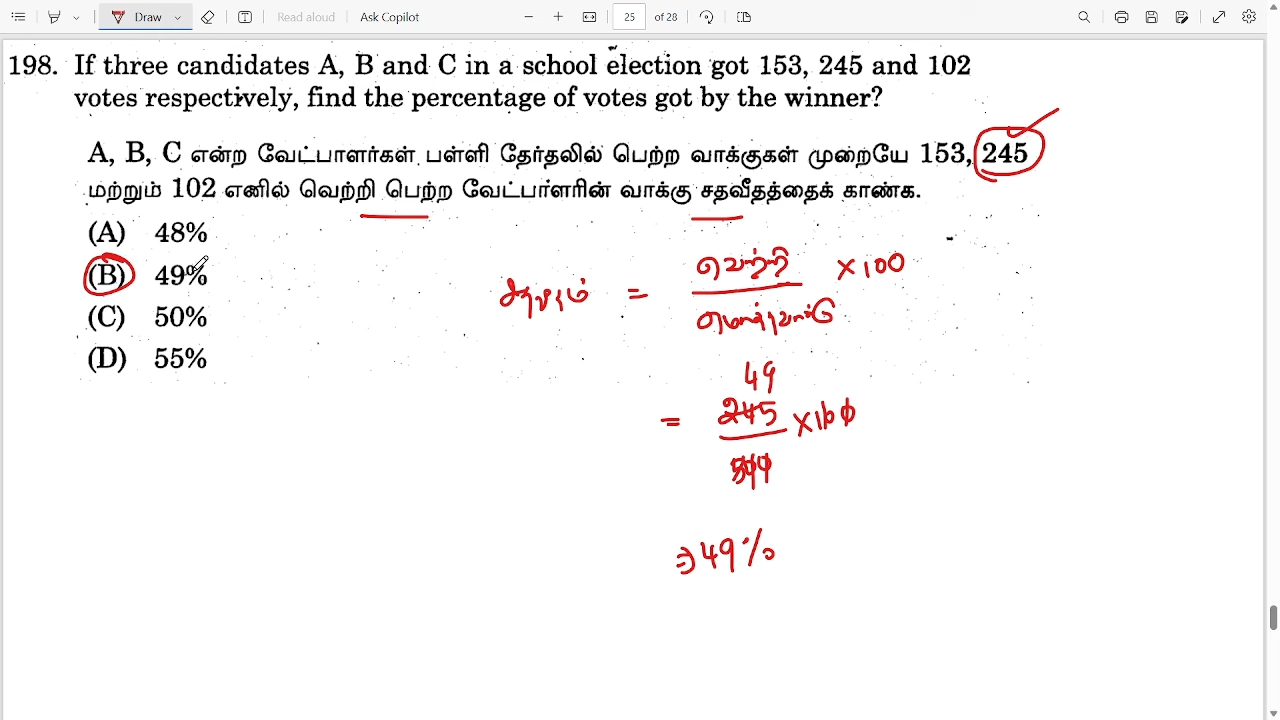 Draw
Read aloud
Ask Copilot
25 of 28
198. If three candidates A, B and C in a school election got 153, 245 and 102
votes respectively, find the percentage of votes got by the winner?
A, B, C என்ற வேட்பாளர்கள் பள்ளி தேர்தலில் பெற்ற வாக்குகள் முறையே 153, 245
மற்றும் 102 எனில் வெற்றி பெற்ற வேட்பாளரின் வாக்கு சதவீதத்தைக் காண்க.
(A) 48%
(B) 49%
(C) 50%
(D) 55%
= வெற்றி × 100
49
= 245 × 100
500
⇒ 49%